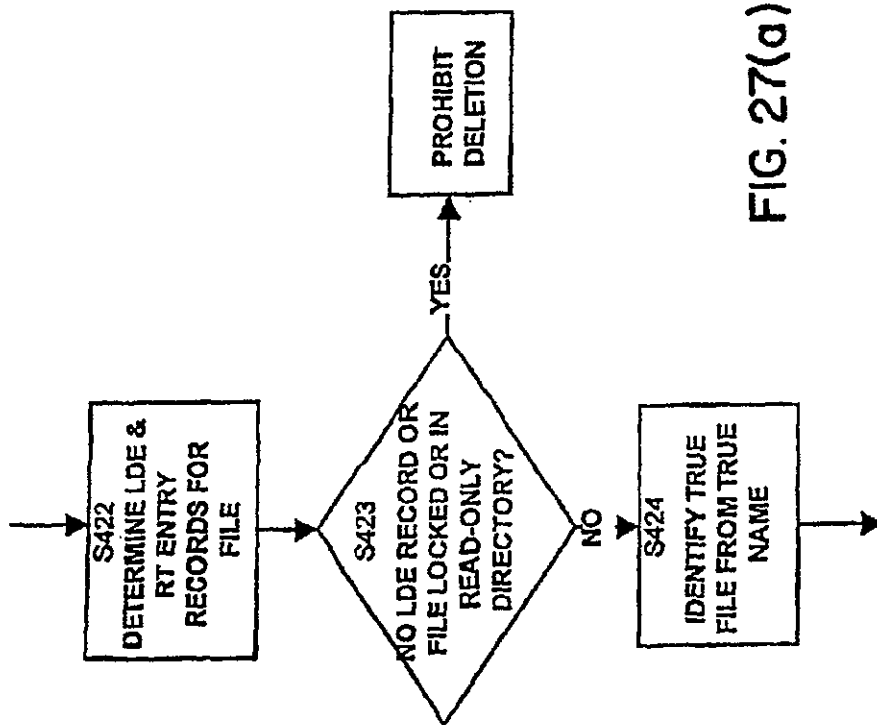 S422
DETERMINE LDE &
RT ENTRY
RECORDS FOR
FILE
S423
NO LDE RECORD OR
FILE LOCKED OR IN
READ-ONLY
DIRECTORY?
YES
PROHIBIT
DELETION
NO
S424
IDENTIFY TRUE
FILE FROM TRUE
NAME
FIG. 27(a)